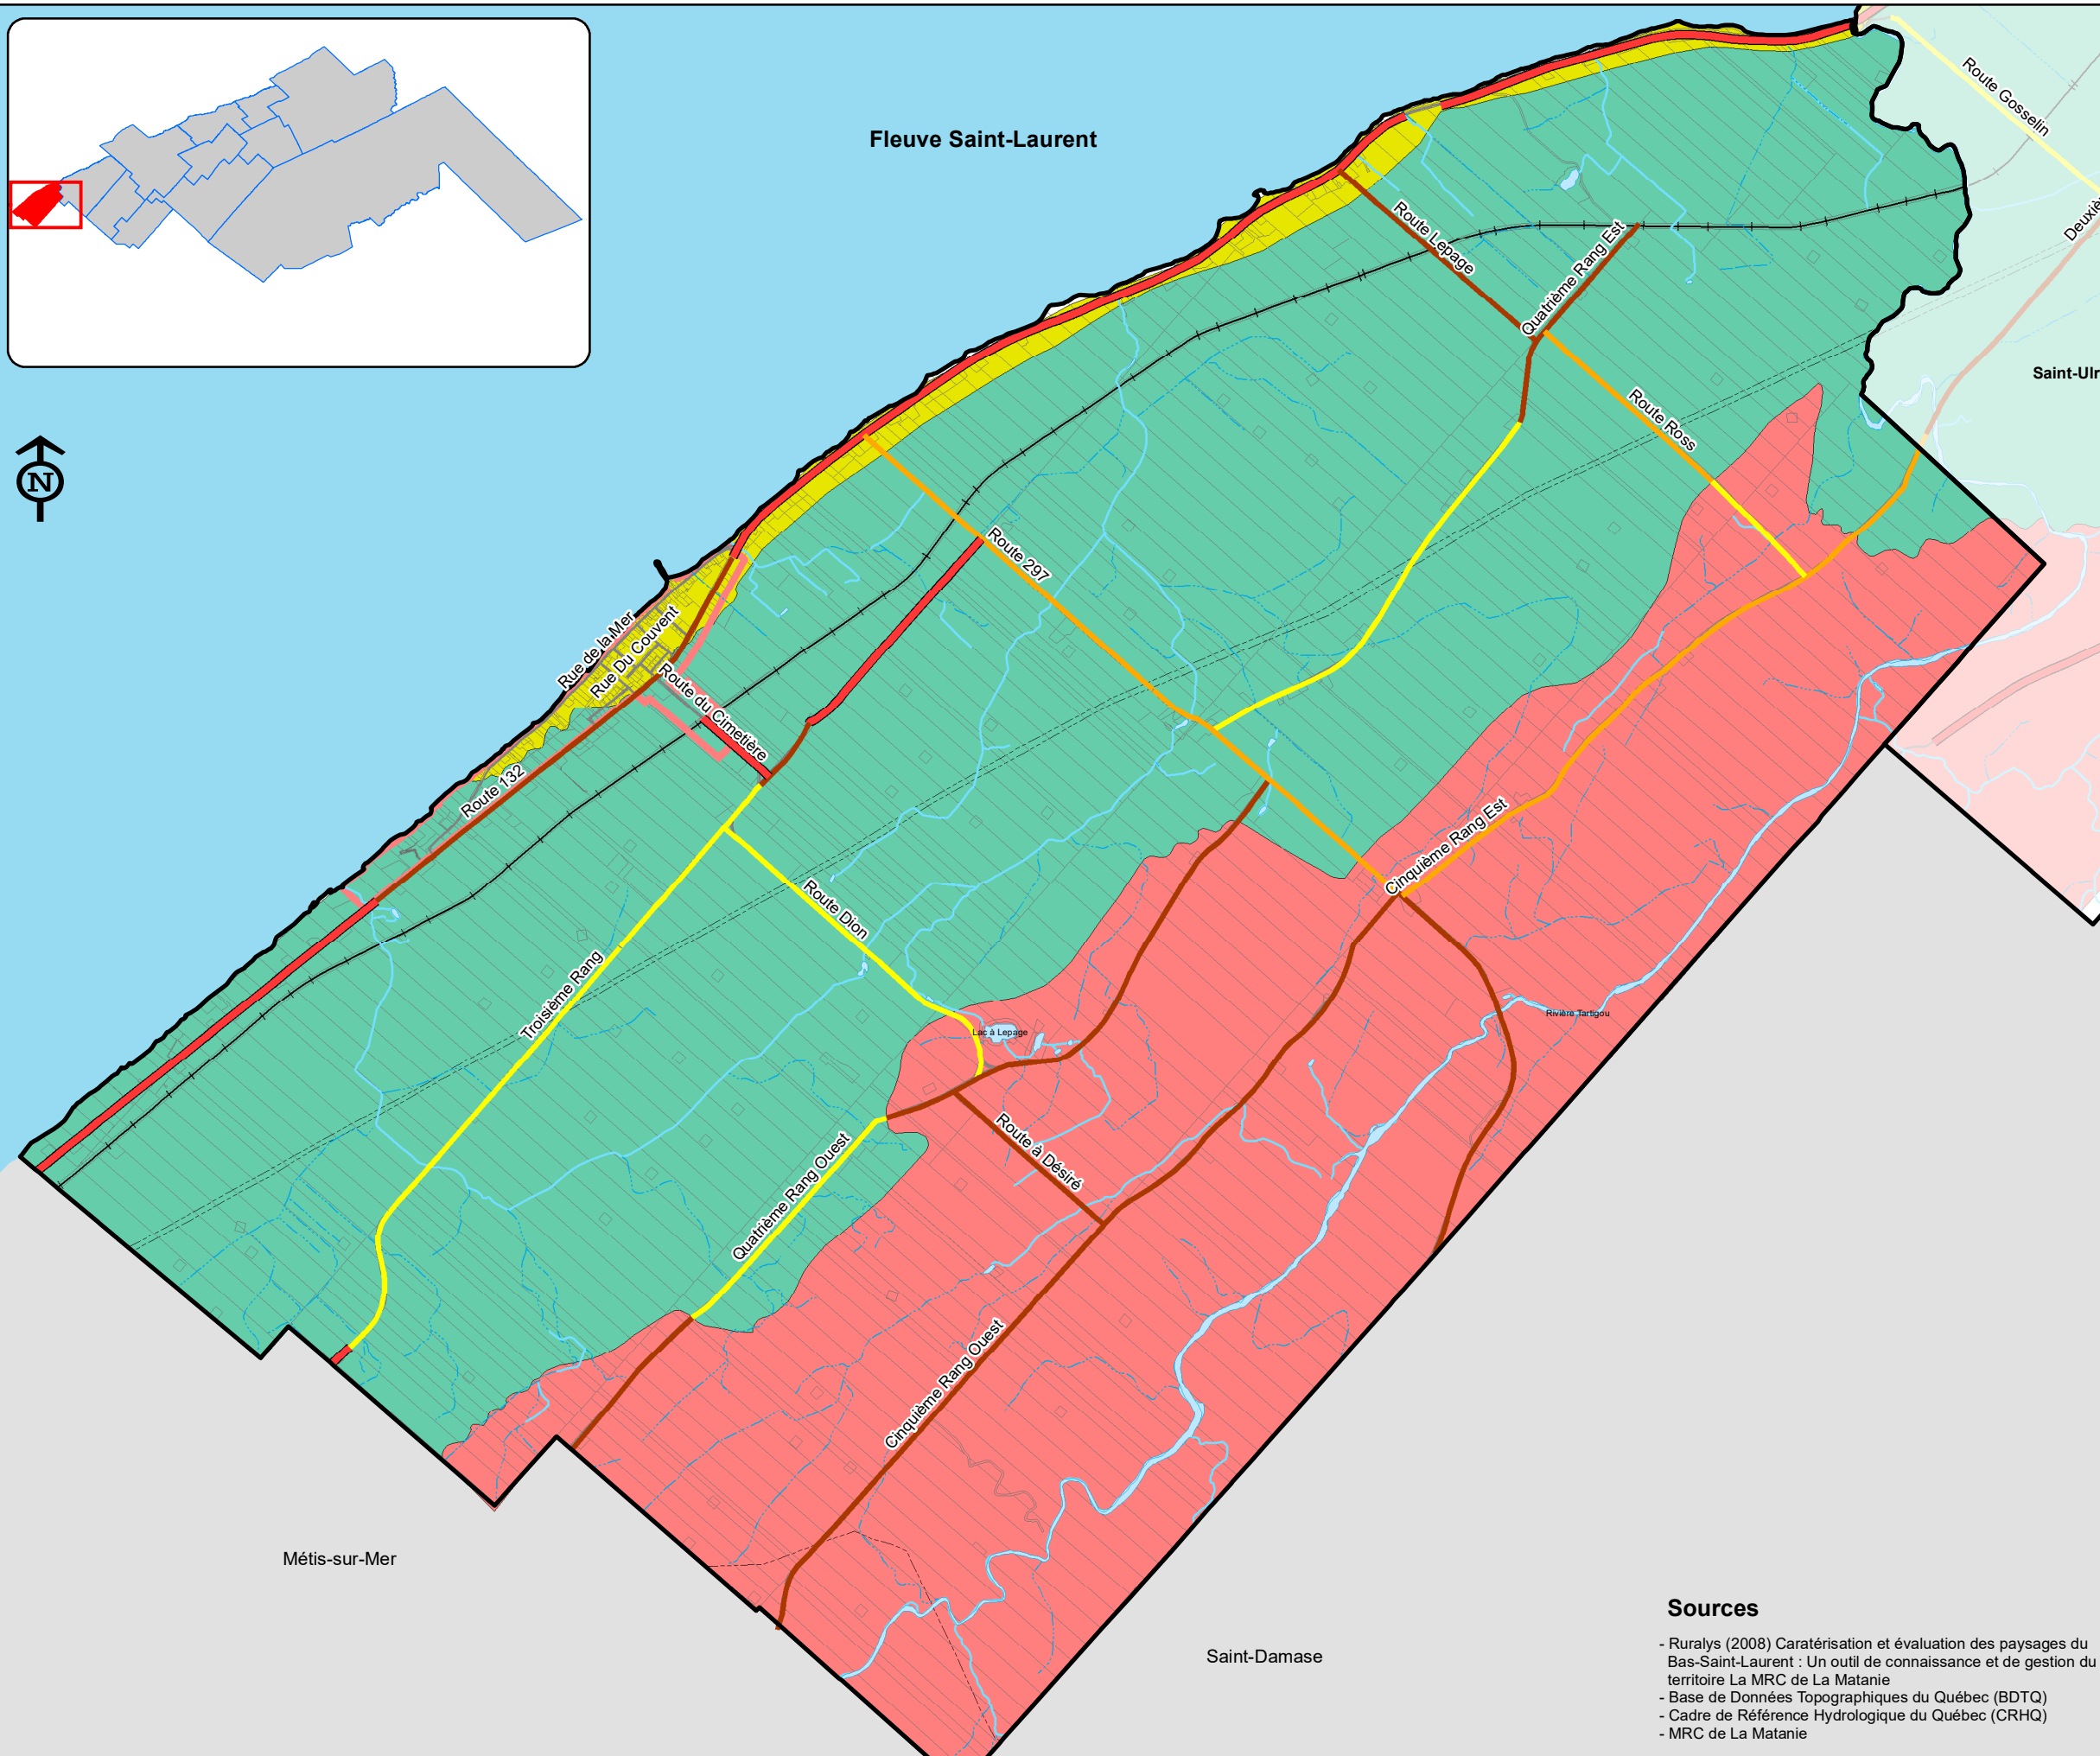 Fleuve Saint-Laurent
Route Gosselin
Route Lepage
Quatrième Rang Est
Saint-Ulr
Route Ross
N
Route 297
Rue de la Mer
Rue Du Couvent
Route du Cimetière
Route 132
Cinquième Rang Est
Route Dion
Troisième Rang
Rivière Tartigou
Lac à Lepage
Route à Désiré
Quatrième Rang Ouest
Cinquième Rang Ouest
Métis-sur-Mer
Saint-Damase
Sources
- Ruralys (2008) Caratérisation et évaluation des paysages du
Bas-Saint-Laurent : Un outil de connaissance et de gestion du
territoire La MRC de La Matanie
- Base de Données Topographiques du Québec (BDTQ)
- Cadre de Référence Hydrologique du Québec (CRHQ)
- MRC de La Matanie